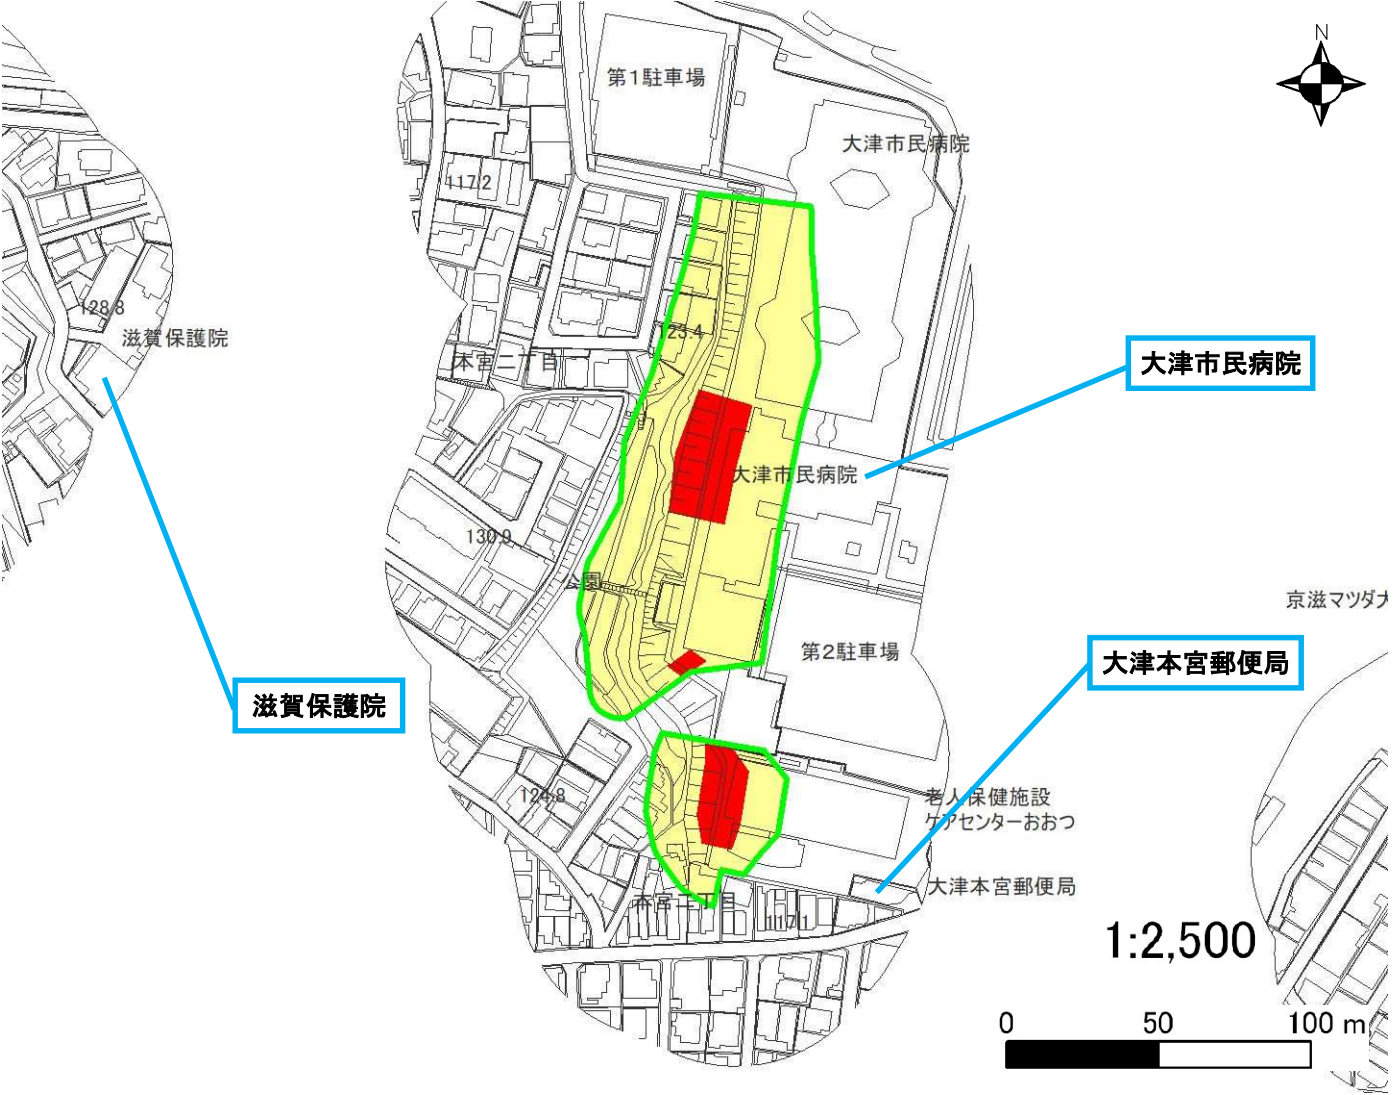 N
第1駐車場
大津市民病院
117.2
128.8
滋賀保護院
123.4
本宮二丁目
大津市民病院
大津市民病院
130.9
公園
京滋マツダ大
第2駐車場
大津本宮郵便局
滋賀保護院
124.8
老人保健施設
ケアセンターおおつ
大津本宮郵便局
本宮二丁目
117.1
1:2,500
0 50 100 m